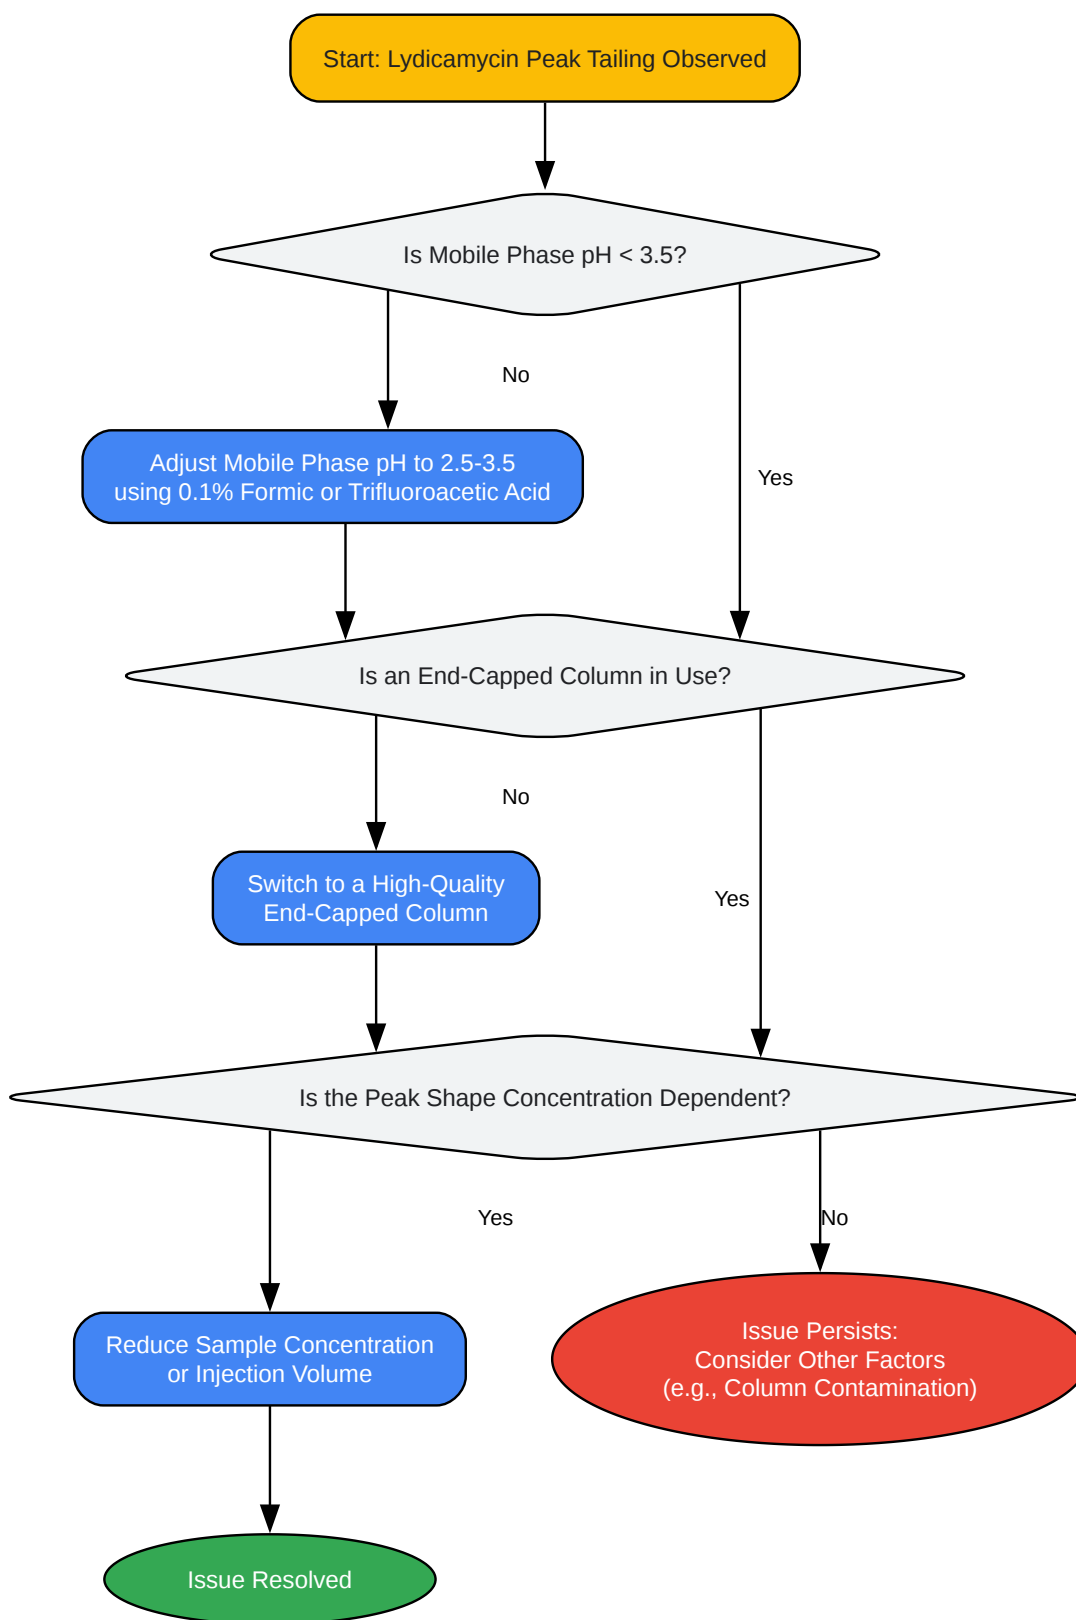 Start: Lydicamycin Peak Tailing Observed
Is Mobile Phase pH < 3.5?
No
Adjust Mobile Phase pH to 2.5-3.5
using 0.1% Formic or Trifluoroacetic Acid
Yes
Is an End-Capped Column in Use?
No
Switch to a High-Quality
End-Capped Column
Yes
Is the Peak Shape Concentration Dependent?
Yes
No
Reduce Sample Concentration
or Injection Volume
Issue Persists:
Consider Other Factors
(e.g., Column Contamination)
Issue Resolved